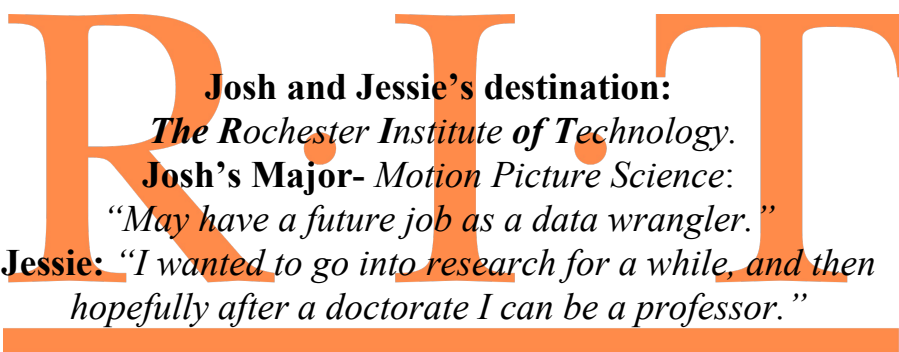 R·I·T
Josh and Jessie’s destination:
The Rochester Institute of Technology.
Josh’s Major- Motion Picture Science:
“May have a future job as a data wrangler.”
Jessie: “I wanted to go into research for a while, and then
hopefully after a doctorate I can be a professor.”